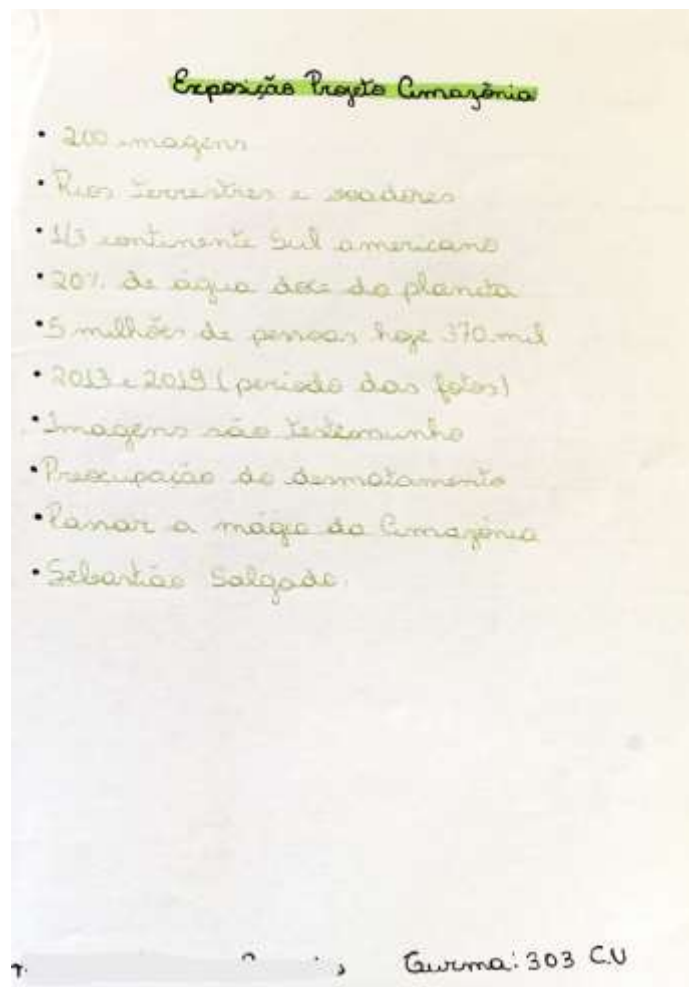 Exposição Projeto Amazônia
• 200 imagens
• Rios terrestres e voadores
• 1/3 continente Sul americano
• 20% de água doce do planeta
• 5 milhões de pessoas hoje 370 mil
• 2013 e 2019 (período das fotos)
• Imagens são testemunho
• Preocupação do desmatamento
• Passar a mágia da Amazônia
• Sebastião Salgado.
Turma: 303 C.V